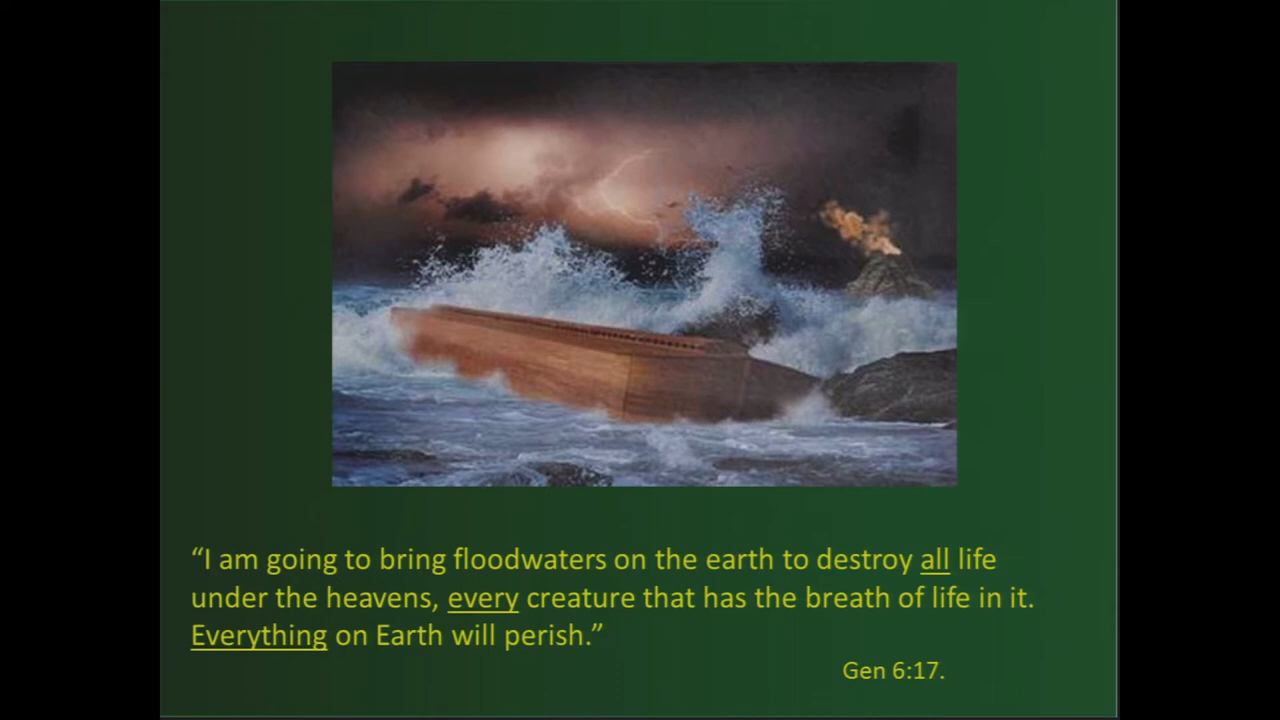 “I am going to bring floodwaters on the earth to destroy all life
under the heavens, every creature that has the breath of life in it.
Everything on Earth will perish.”
Gen 6:17.